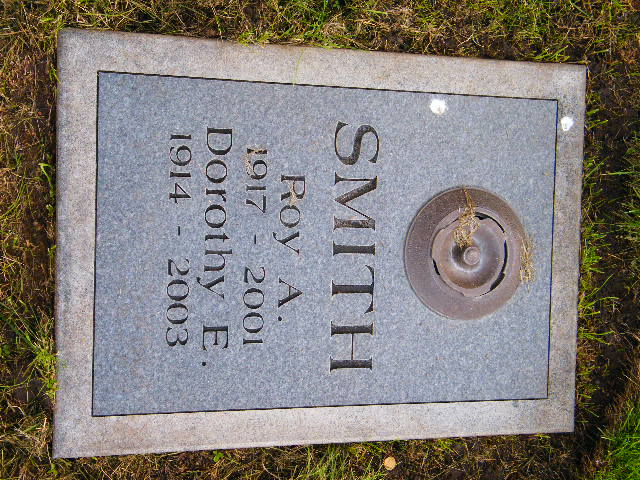 SMITH
Roy A.
1917 - 2001
Dorothy E.
1914 - 2003